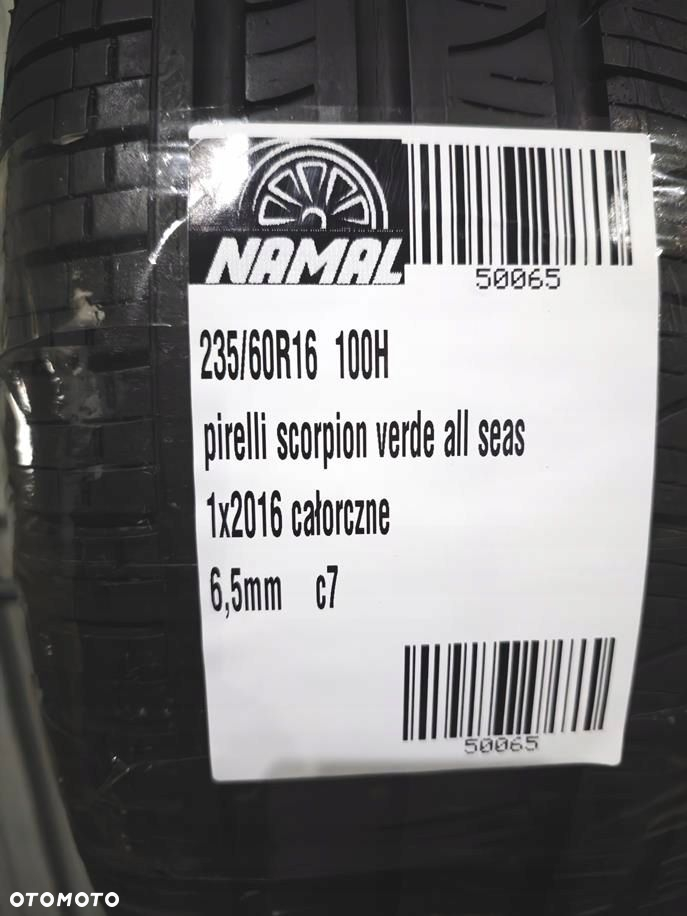 NAMAL
50065
235/60R16 100H
pirelli scorpion verde all seas
1x2016 całorczne
6,5mm c7
50065
OTOMOTO